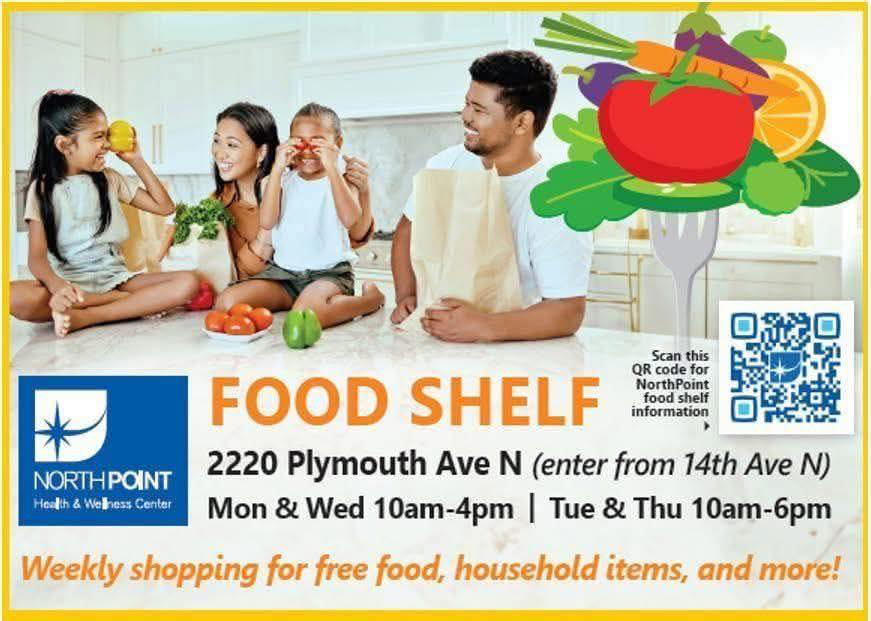 Scan this
QR code for
NorthPoint
food shelf
information
FOOD SHELF
2220 Plymouth Ave N (enter from 14th Ave N)
Mon & Wed 10am-4pm | Tue & Thu 10am-6pm
NORTHPOINT
Health & Wellness Center
Weekly shopping for free food, household items, and more!